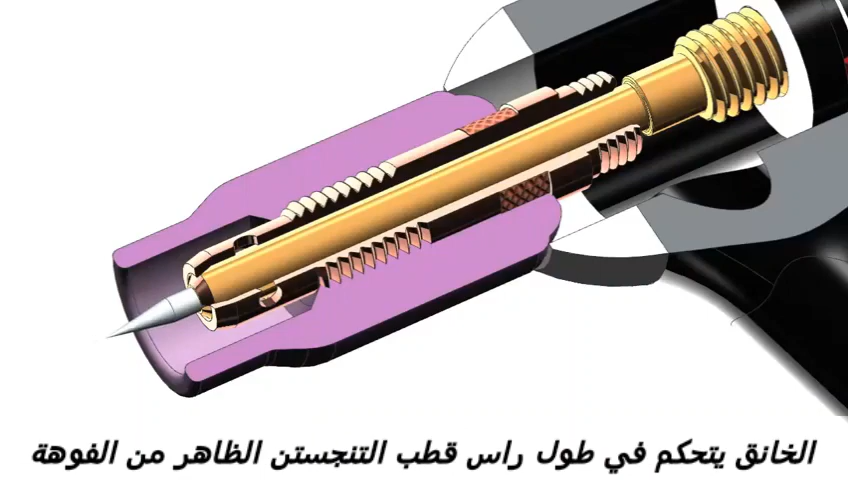 الخانق يتحكم في طول راس قطب التنجستن الظاهر من الفوهة